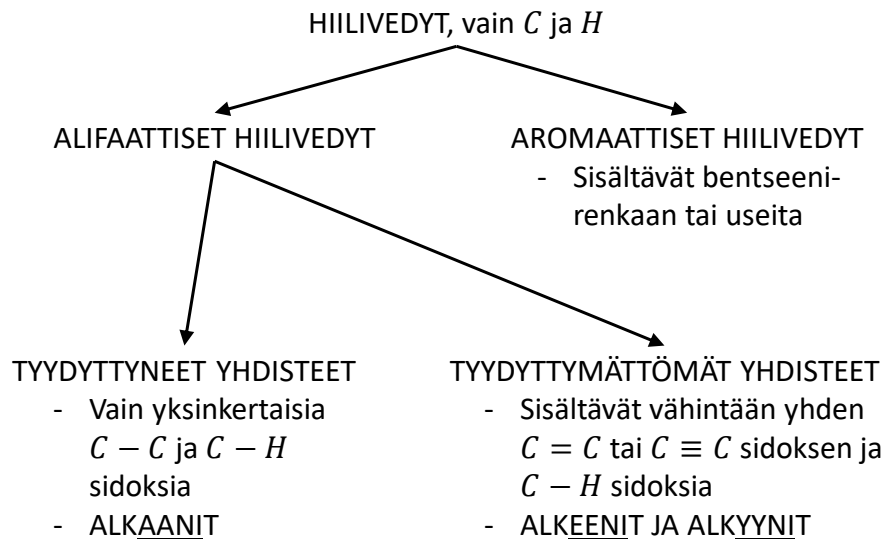 HIILIVEDYT, vain C ja H
ALIFAATTISET HIILIVEDYT
AROMAATTISET HIILIVEDYT
- Sisältävät bentseeni-
renkaan tai useita
TYYDYTTYNEET YHDISTEET
- Vain yksinkertaisia
C − C ja C − H
sidoksia
- ALKAANIT
TYYDYTTYMÄTTÖMÄT YHDISTEET
- Sisältävät vähintään yhden
C = C tai C ≡ C sidoksen ja
C − H sidoksia
- ALKEENIT JA ALKYYNIT